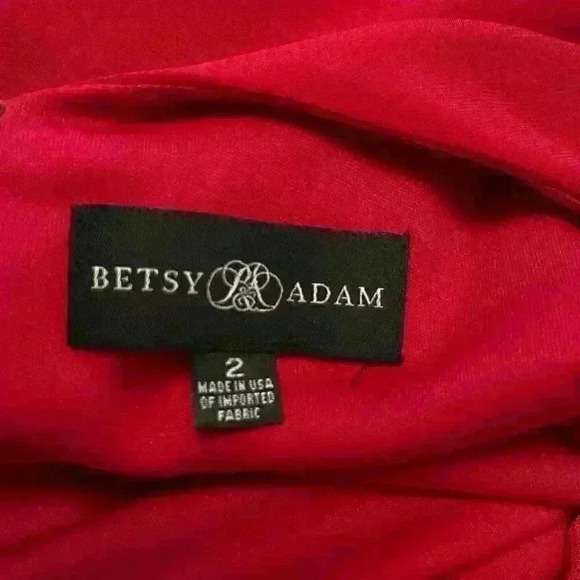 BETSY ADAM
2
MADE IN USA
OF IMPORTED
FABRIC